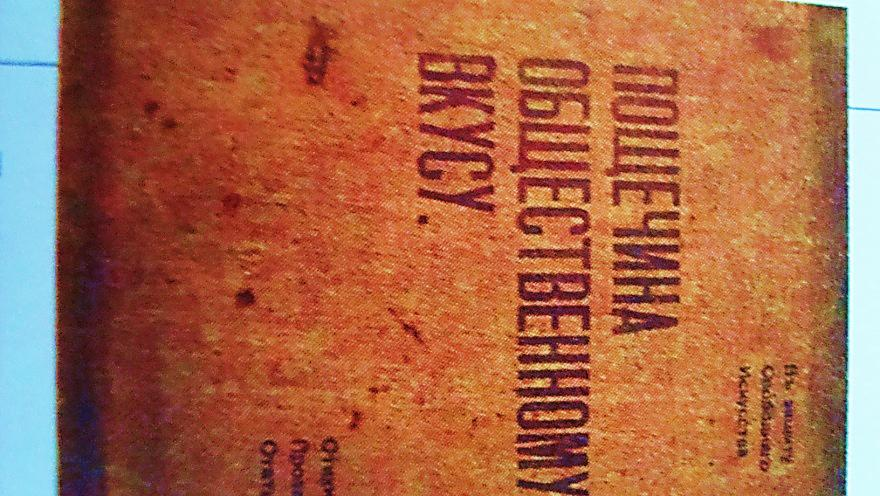 Въ защиту
Свободнаго
Искусства
ПОЩЕЧИНА
ОБЩЕСТВЕННОМУ
ВКУСУ.